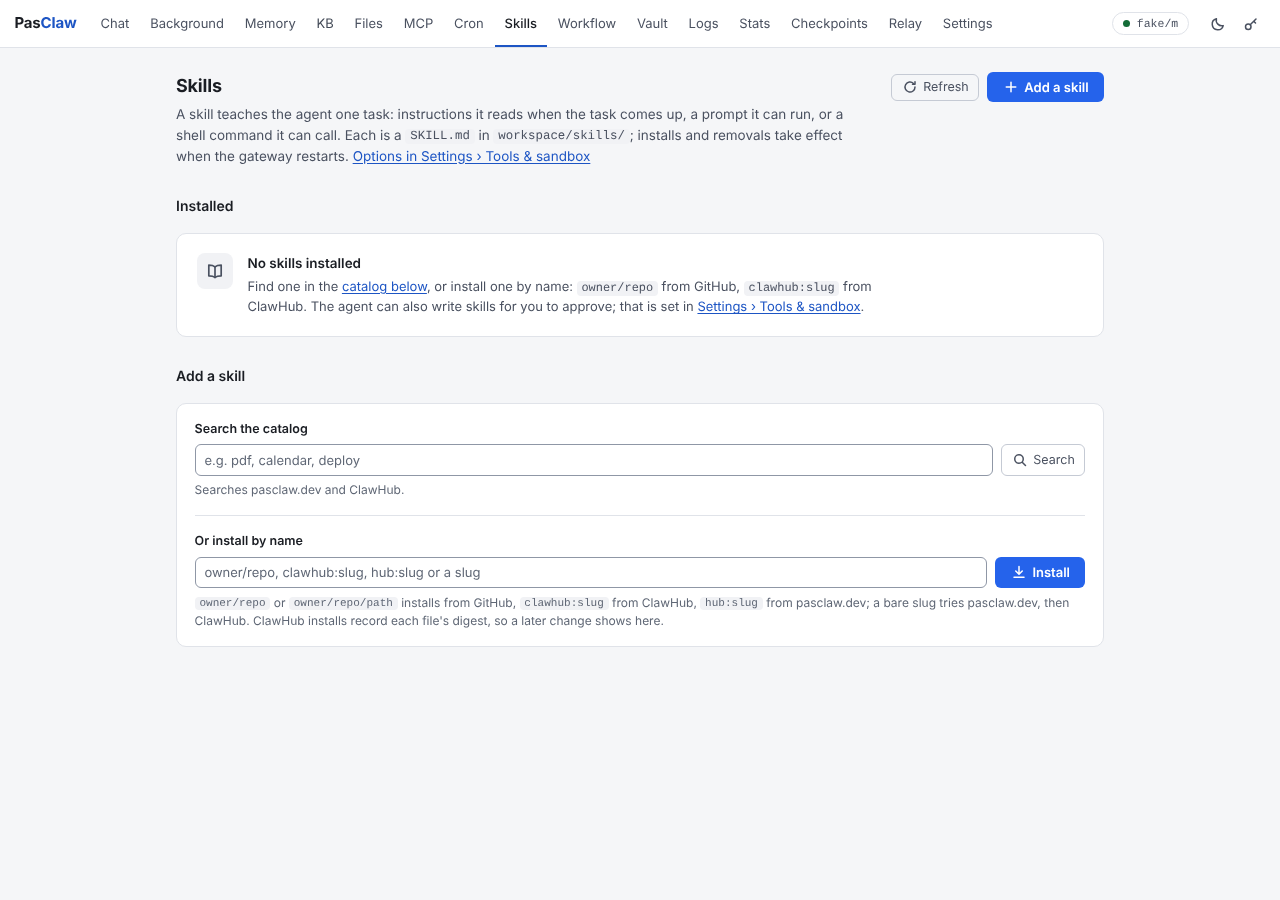 PasClaw Chat Background Memory KB Files MCP Cron Skills Workflow Vault Logs Stats Checkpoints Relay Settings fake/m
Skills
Refresh
Add a skill
A skill teaches the agent one task: instructions it reads when the task comes up, a prompt it can run, or a
shell command it can call. Each is a SKILL.md in workspace/skills/ ; installs and removals take effect
when the gateway restarts. Options in Settings › Tools & sandbox
Installed
No skills installed
Find one in the catalog below, or install one by name: owner/repo from GitHub, clawhub:slug from
ClawHub. The agent can also write skills for you to approve; that is set in Settings › Tools & sandbox.
Add a skill
Search the catalog
e.g. pdf, calendar, deploy
Search
Searches pasclaw.dev and ClawHub.
Or install by name
owner/repo, clawhub:slug, hub:slug or a slug
Install
owner/repo or owner/repo/path installs from GitHub, clawhub:slug from ClawHub, hub:slug from pasclaw.dev; a bare slug tries pasclaw.dev, then
ClawHub. ClawHub installs record each file's digest, so a later change shows here.